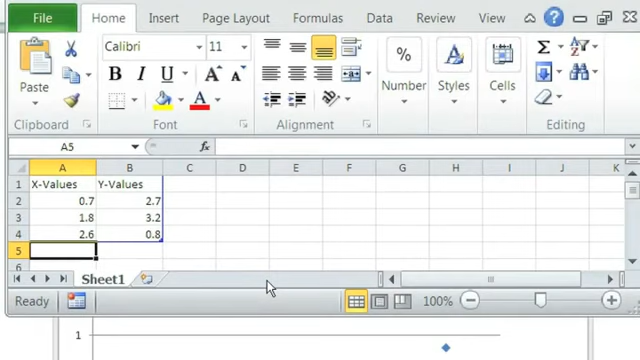 File Home Insert Page Layout Formulas Data Review View
Calibri 11
Paste B I U A A A % Number Styles Cells Σ
Clipboard Font Alignment Editing
A5 fx
A B C D E F G H I J K
1 X-Values Y-Values
2 0.7 2.7
3 1.8 3.2
4 2.6 0.8
5
6
Sheet1
Ready 100%
1